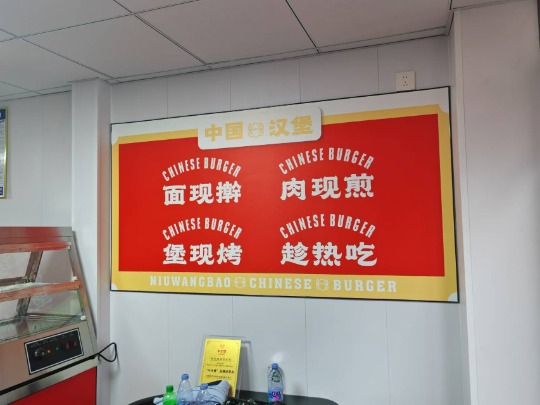 中国汉堡
CHINESE BURGER
面现擀
CHINESE BURGER
肉现煎
CHINESE BURGER
堡现烤
CHINESE BURGER
趁热吃
NIUWANGBAO CHINESE BURGER